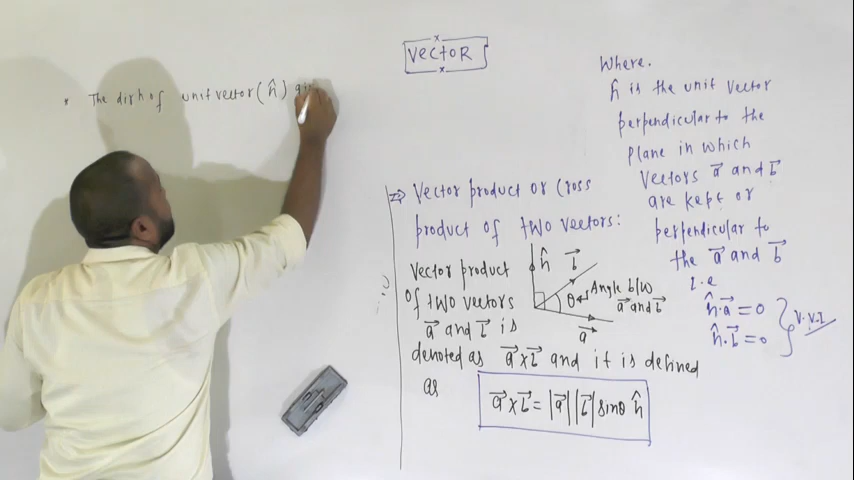 VECTOR
* The dirn of unit vector (n̂)
⇒ Vector product or Cross
product of two vectors:
Vector product
of two vectors
a⃗ and b⃗ is
denoted as a⃗ x b⃗ and it is defined
as
n̂ b⃗
θ Angle b/w
a⃗ and b⃗
a⃗
a⃗ x b⃗ = |a⃗| |b⃗| sinθ n̂
Where.
n̂ is the unit vector
perpendicular to the
plane in which
vectors a⃗ and b⃗
are kept or
perpendicular to
the a⃗ and b⃗
i.e
n̂.a⃗ = 0
n̂.b⃗ = 0
V.V.I